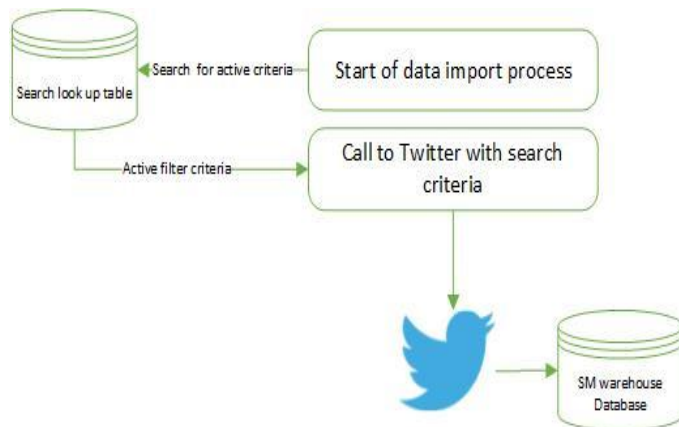 Start of data import process
Search for active criteria
Search look up table
Active filter criteria
Call to Twitter with search
criteria
SM warehouse
Database